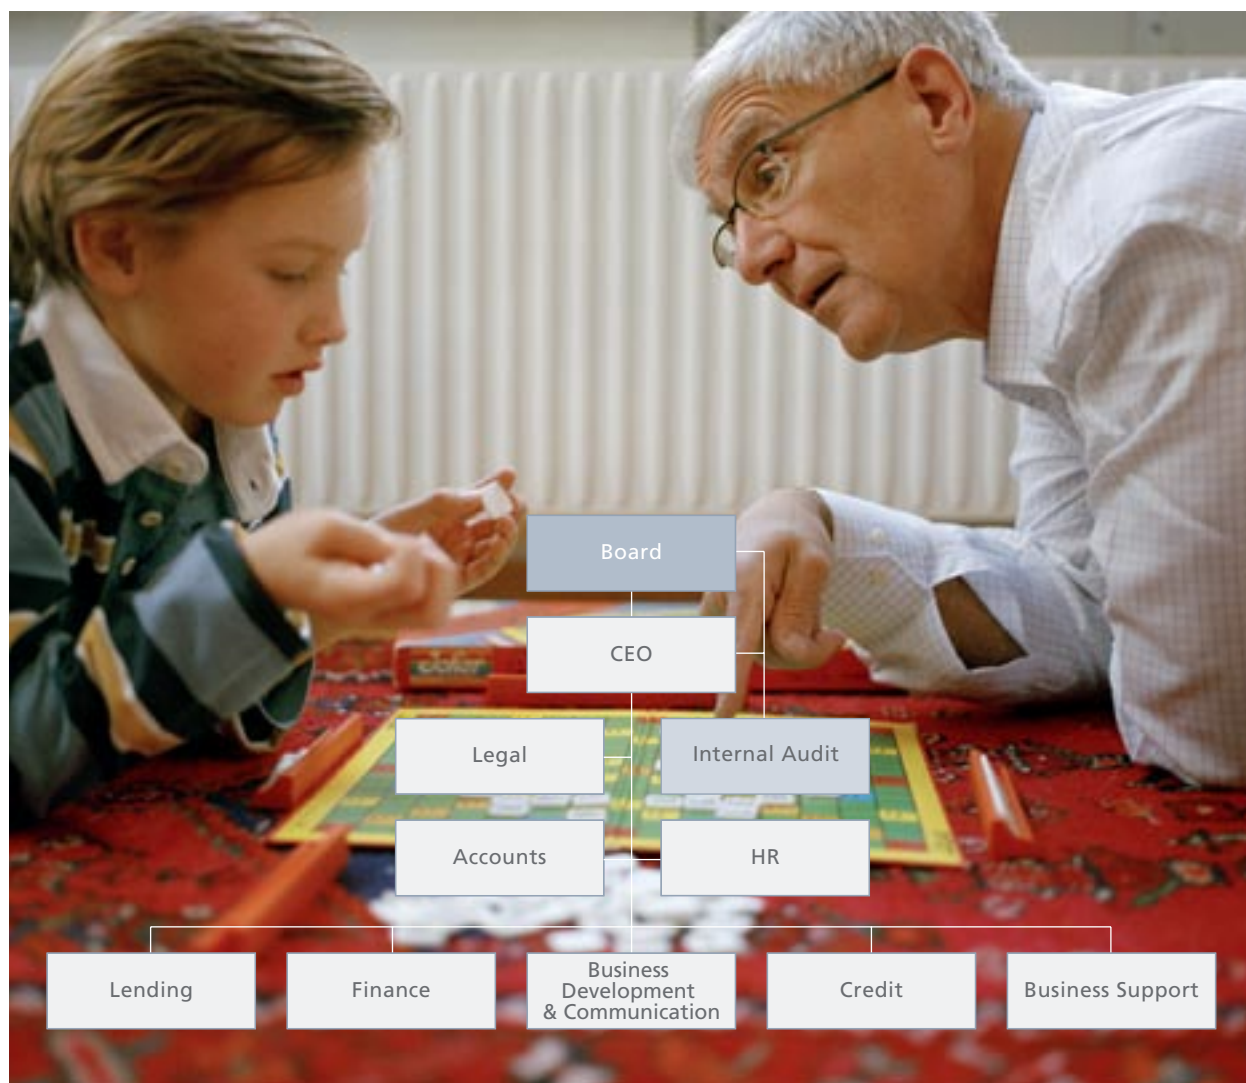 Board
CEO
Legal
Internal Audit
Accounts
HR
Lending
Finance
Business
Development
& Communication
Credit
Business Support